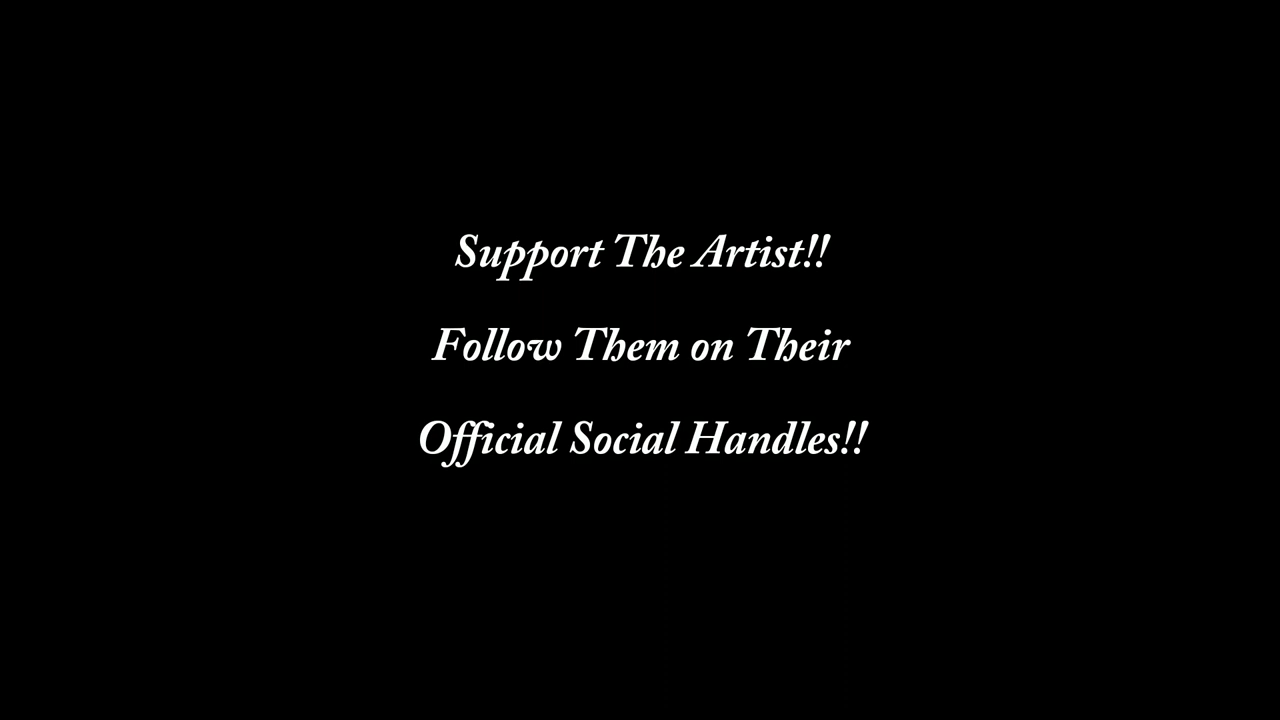 Support The Artist!!
Follow Them on Their
Official Social Handles!!